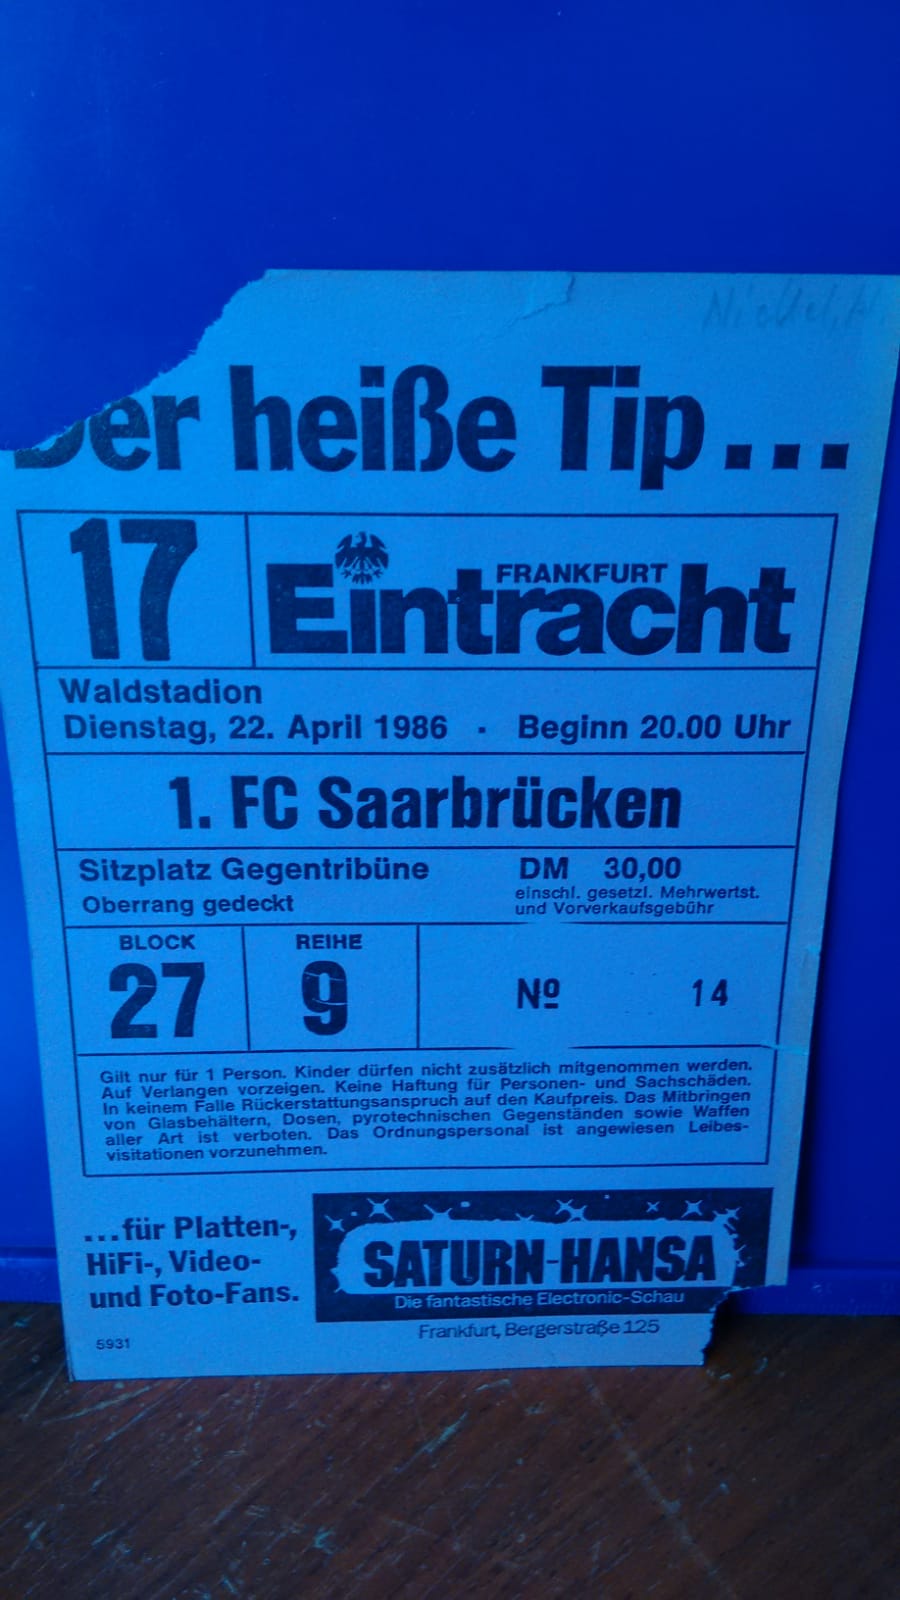 Der heiße Tip...
17
FRANKFURT
Eintracht
Waldstadion
Dienstag, 22. April 1986 · Beginn 20.00 Uhr
1. FC Saarbrücken
Sitzplatz Gegentribüne
Oberrang gedeckt
DM 30,00
einschl. gesetzl. Mehrwertst.
und Vorverkaufsgebühr
BLOCK
27
REIHE
9
Nº 14
Gilt nur für 1 Person. Kinder dürfen nicht zusätzlich mitgenommen werden.
Auf Verlangen vorzeigen. Keine Haftung für Personen- und Sachschäden.
In keinem Falle Rückerstattungsanspruch auf den Kaufpreis. Das Mitbringen
von Glasbehältern, Dosen, pyrotechnischen Gegenständen sowie Waffen
aller Art ist verboten. Das Ordnungspersonal ist angewiesen Leibes-
visitationen vorzunehmen.
...für Platten-,
HiFi-, Video-
und Foto-Fans.
SATURN-HANSA
Die fantastische Electronic-Schau
Frankfurt, Bergerstraße 125
5931